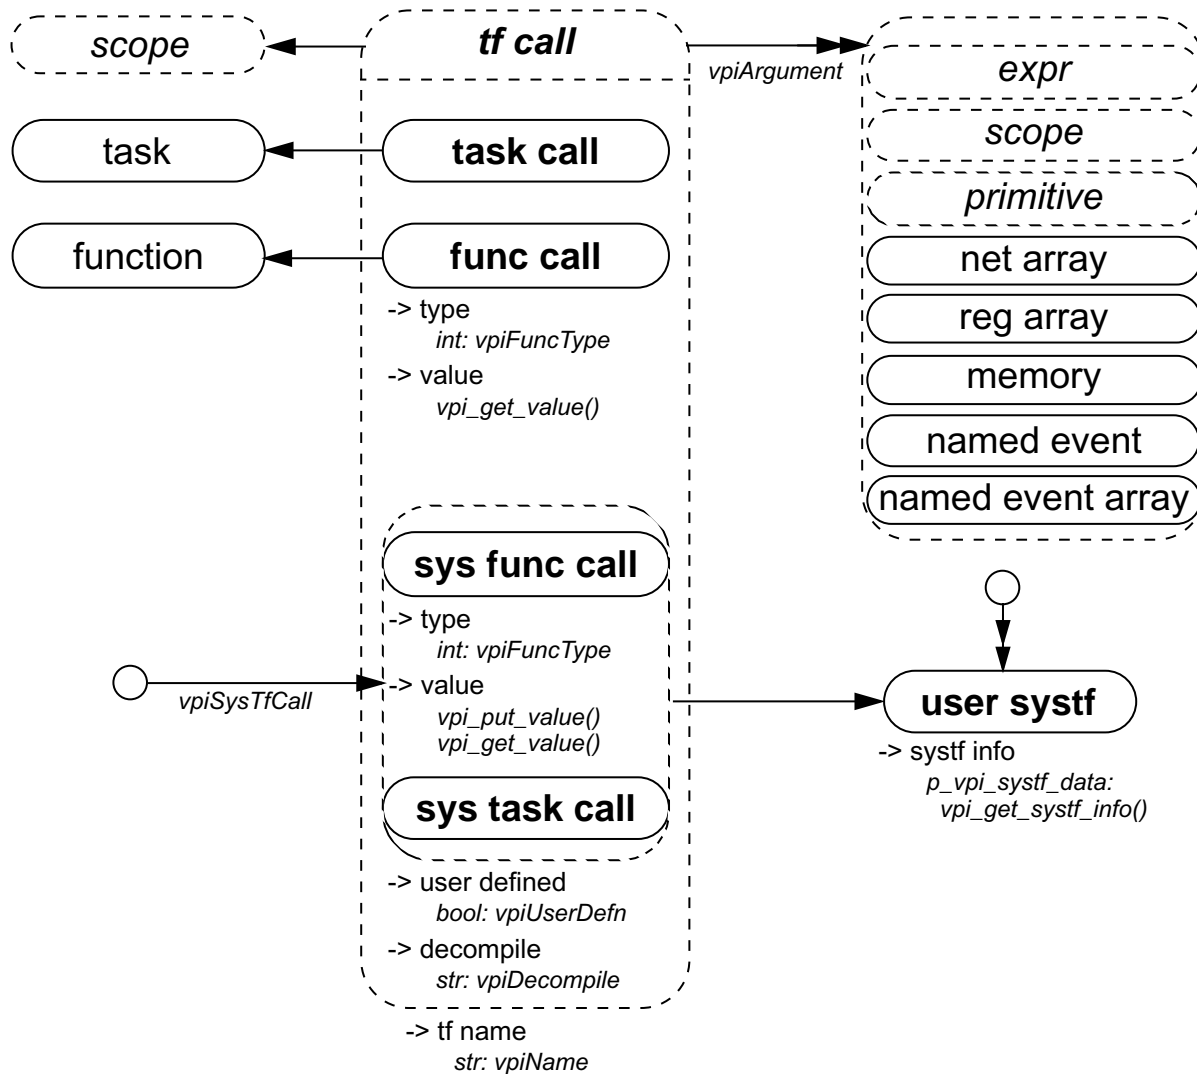 scope
tf call
vpiArgument
expr
scope
primitive
net array
reg array
memory
named event
named event array
task
task call
function
func call
-> type
int: vpiFuncType
-> value
vpi_get_value()
sys func call
-> type
int: vpiFuncType
vpiSysTfCall
-> value
vpi_put_value()
vpi_get_value()
sys task call
-> user defined
bool: vpiUserDefn
-> decompile
str: vpiDecompile
-> tf name
str: vpiName
user systf
-> systf info
p_vpi_systf_data:
vpi_get_systf_info()